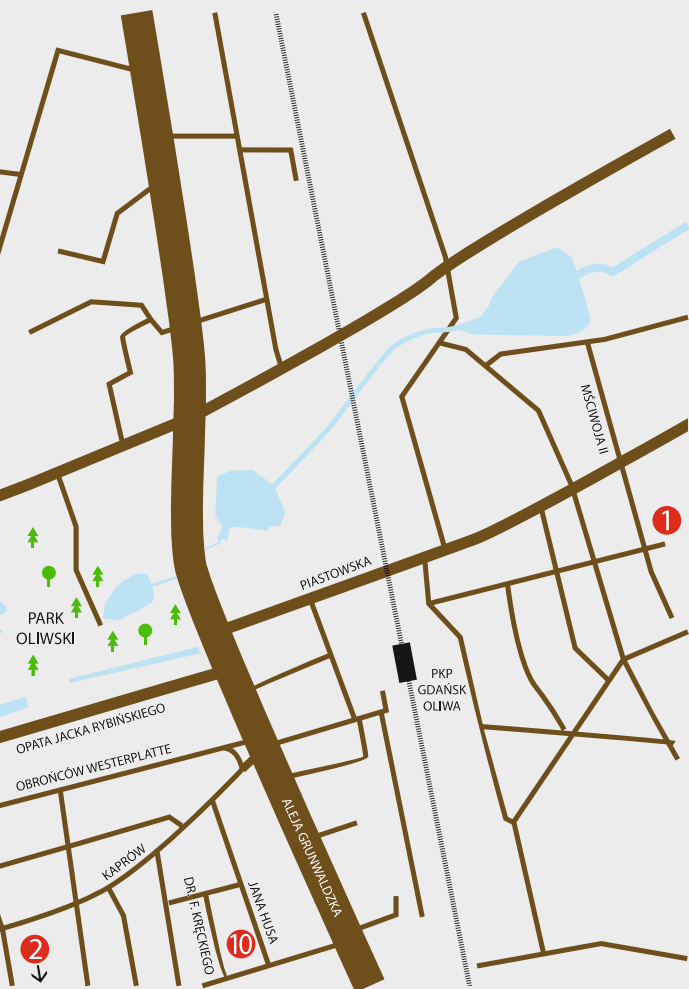 MŚCIWOJA II
1
PIASTOWSKA
PARK
OLIWSKI
PKP
GDAŃSK
OLIWA
OPATA JACKA RYBIŃSKIEGO
OBROŃCÓW WESTERPLATTE
ALEJA GRUNWALDZKA
KAPRÓW
DR. F. KRĘCKIEGO
JANA HUSA
10
2